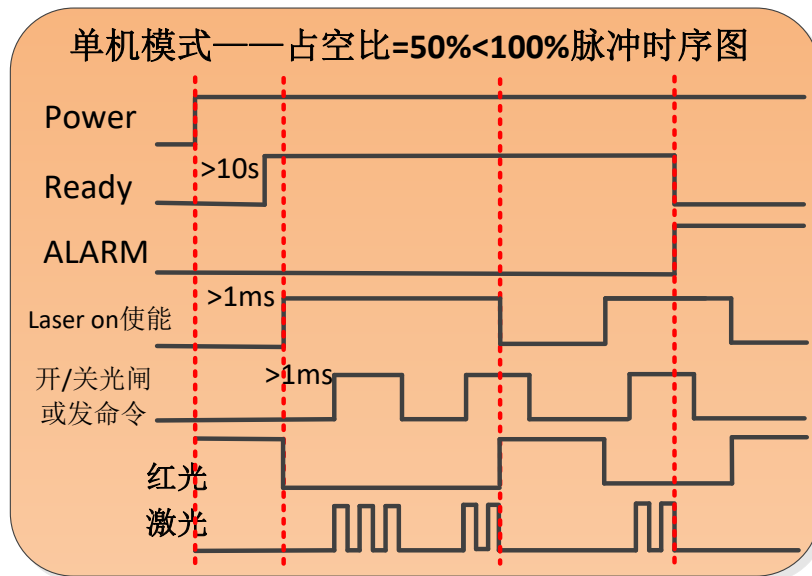 单机模式——占空比=50%<100%脉冲时序图
Power
>10s
Ready
ALARM
>1ms
Laser on使能
>1ms
开/关光闸
或发命令
红光
激光